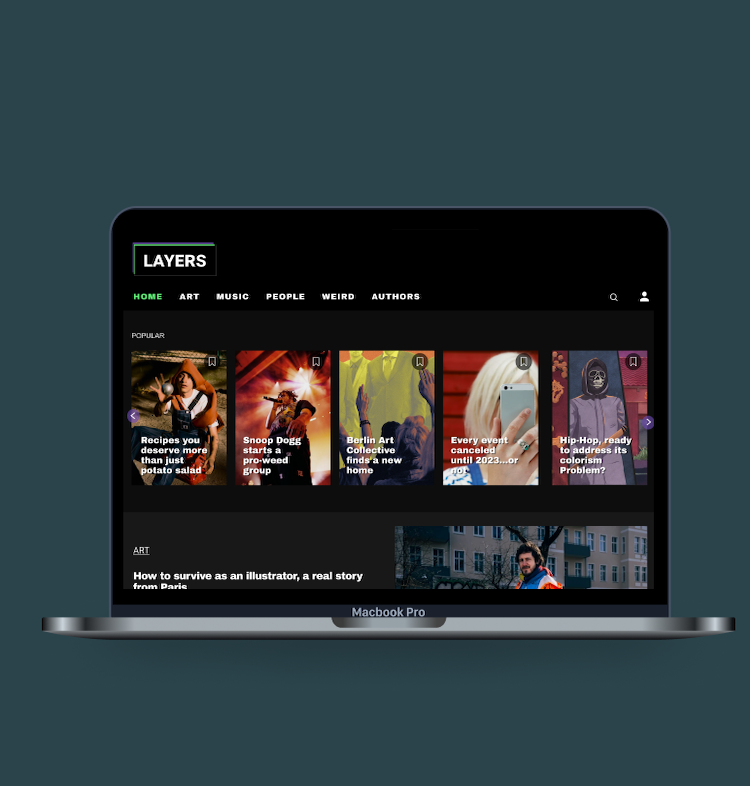 LAYERS
HOME ART MUSIC PEOPLE WEIRD AUTHORS
POPULAR
Recipes you
deserve more
than just
potato salad
Snoop Dogg
starts a
pro-weed
group
Berlin Art
Collective
finds a new
home
Every event
canceled
until 2023...or
not
Hip-Hop, ready
to address its
colorism
Problem?
ART
How to survive as an illustrator, a real story
from Paris
Macbook Pro